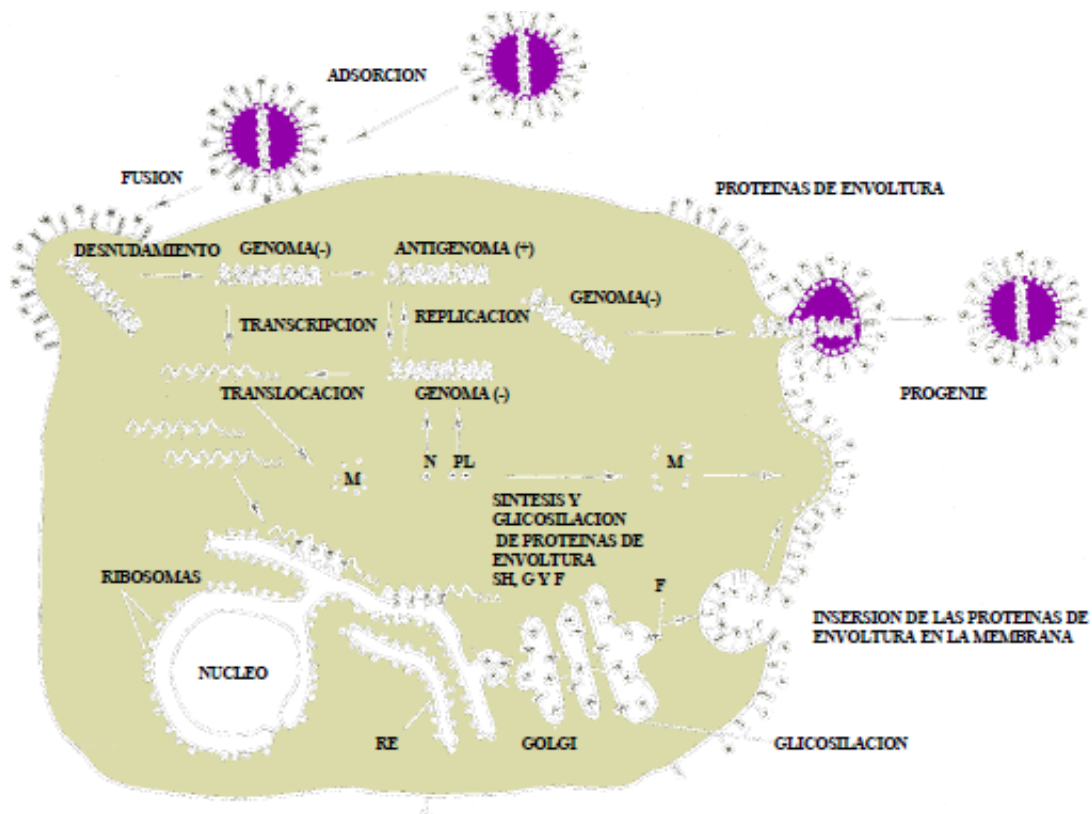 ADSORCION
FUSION
PROTEINAS DE ENVOLTURA
DESNUDAMIENTO
GENOMA(-)
ANTIGENOMA (+)
GENOMA(-)
TRANSCRIPCION
REPLICACION
TRANSLOCACION
GENOMA (-)
PROGENIE
M
N
PL
M
SINTESIS Y
GLICOSILACION
DE PROTEINAS DE
ENVOLTURA
SH, G Y F
RIBOSOMAS
F
INSERSION DE LAS PROTEINAS DE
ENVOLTURA EN LA MEMBRANA
NUCLEO
RE
GOLGI
GLICOSILACION